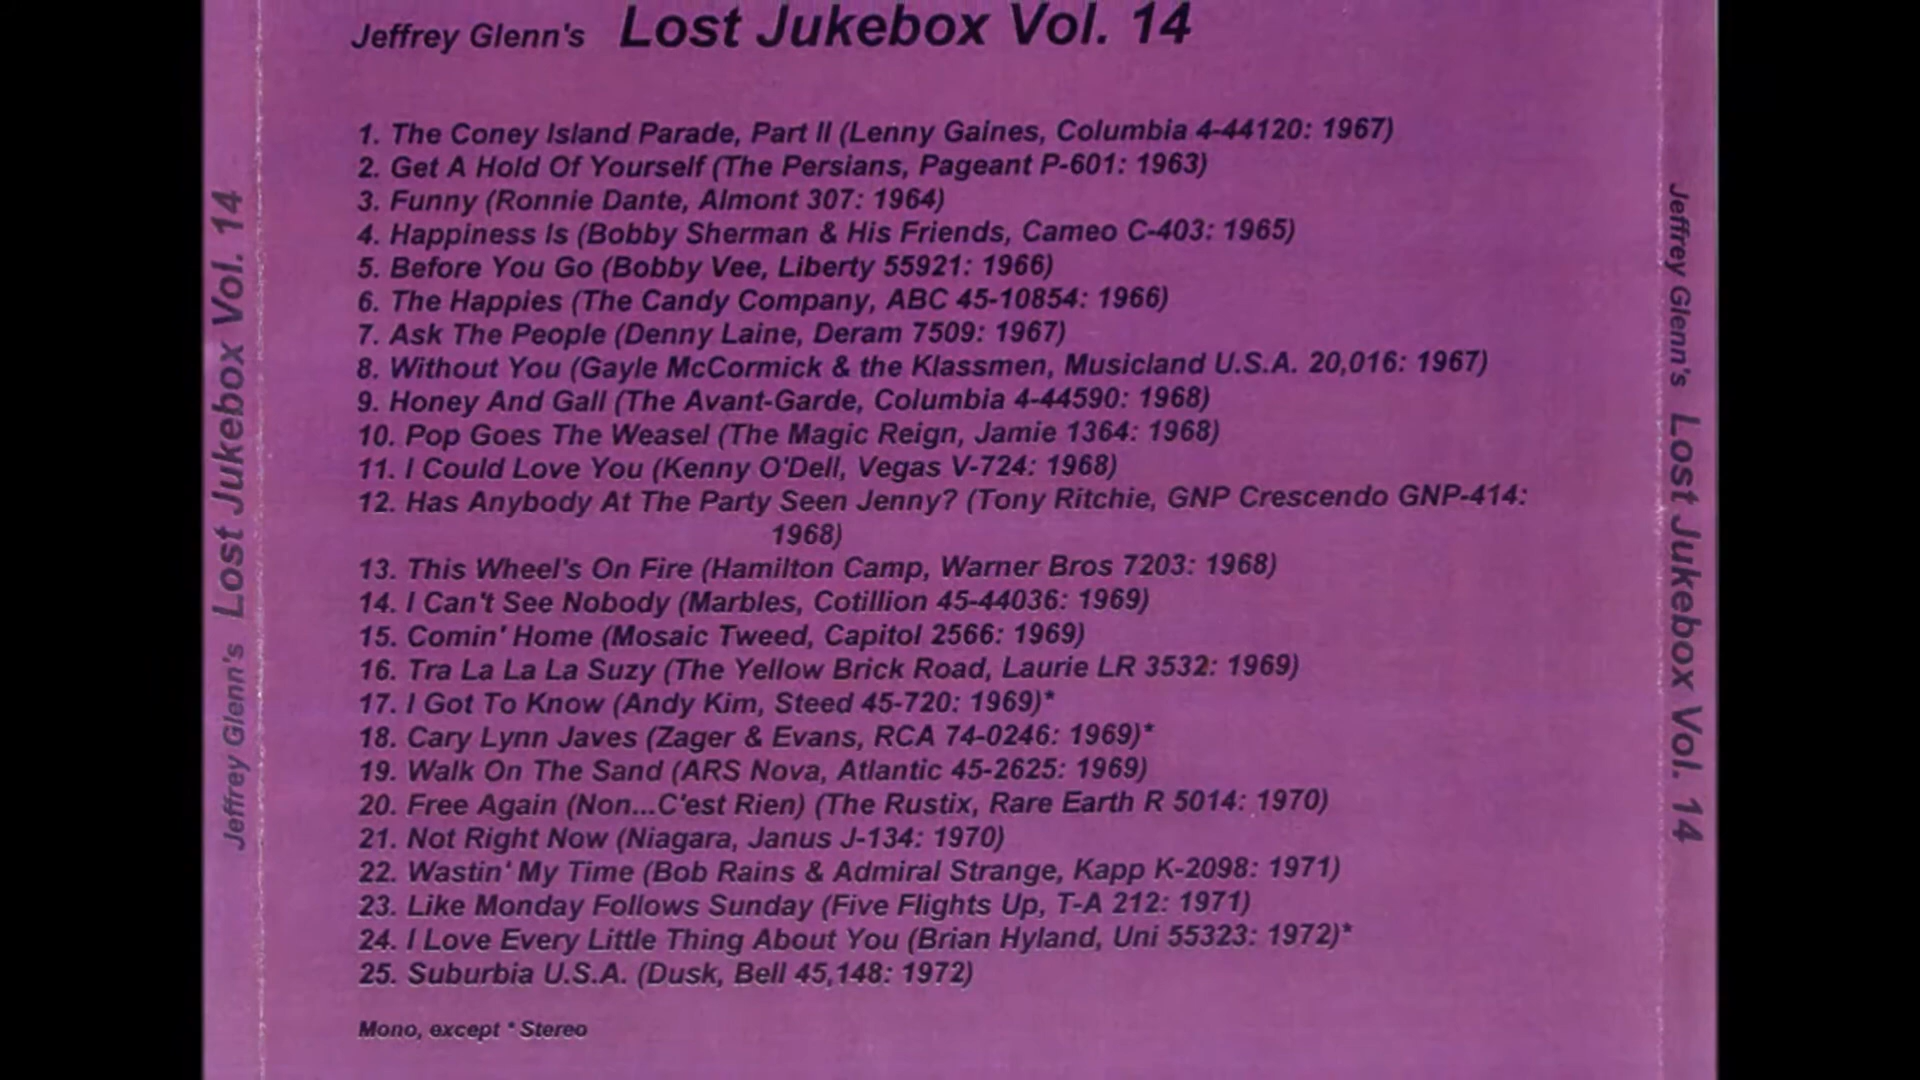 Jeffrey Glenn's Lost Jukebox Vol. 14
1. The Coney Island Parade, Part II (Lenny Gaines, Columbia 4-44120: 1967)
2. Get A Hold Of Yourself (The Persians, Pageant P-601: 1963)
3. Funny (Ronnie Dante, Almont 307: 1964)
4. Happiness Is (Bobby Sherman & His Friends, Cameo C-403: 1965)
5. Before You Go (Bobby Vee, Liberty 55921: 1966)
6. The Happies (The Candy Company, ABC 45-10854: 1966)
7. Ask The People (Denny Laine, Deram 7509: 1967)
8. Without You (Gayle McCormick & the Klassmen, Musicland U.S.A. 20,016: 1967)
9. Honey And Gall (The Avant-Garde, Columbia 4-44590: 1968)
10. Pop Goes The Weasel (The Magic Reign, Jamie 1364: 1968)
11. I Could Love You (Kenny O'Dell, Vegas V-724: 1968)
12. Has Anybody At The Party Seen Jenny? (Tony Ritchie, GNP Crescendo GNP-414:
1968)
13. This Wheel's On Fire (Hamilton Camp, Warner Bros 7203: 1968)
14. I Can't See Nobody (Marbles, Cotillion 45-44036: 1969)
15. Comin' Home (Mosaic Tweed, Capitol 2566: 1969)
16. Tra La La La Suzy (The Yellow Brick Road, Laurie LR 3532: 1969)
17. I Got To Know (Andy Kim, Steed 45-720: 1969)*
18. Cary Lynn Javes (Zager & Evans, RCA 74-0246: 1969)*
19. Walk On The Sand (ARS Nova, Atlantic 45-2625: 1969)
20. Free Again (Non...C'est Rien) (The Rustix, Rare Earth R 5014: 1970)
21. Not Right Now (Niagara, Janus J-134: 1970)
22. Wastin' My Time (Bob Rains & Admiral Strange, Kapp K-2098: 1971)
23. Like Monday Follows Sunday (Five Flights Up, T-A 212: 1971)
24. I Love Every Little Thing About You (Brian Hyland, Uni 55323: 1972)*
25. Suburbia U.S.A. (Dusk, Bell 45,148: 1972)
Mono, except * Stereo
Jeffrey Glenn's Lost Jukebox Vol. 14
Jeffrey Glenn's Lost Jukebox Vol. 14